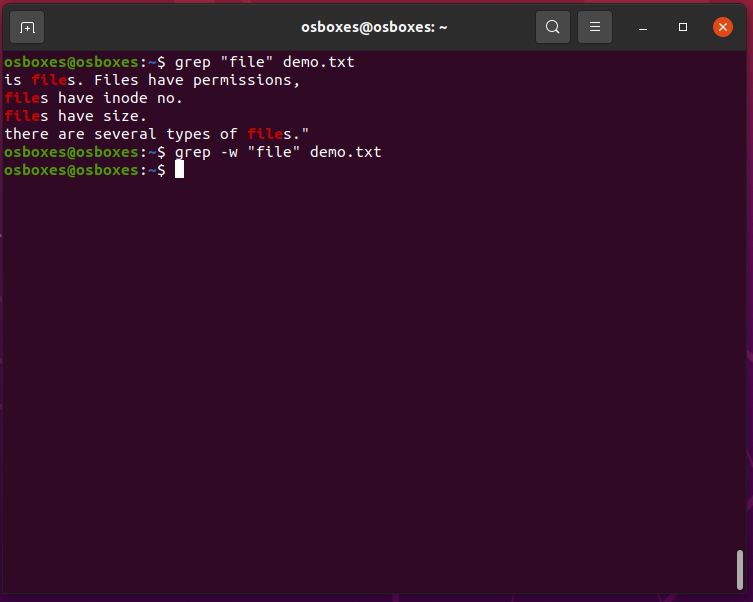 osboxes@osboxes: ~
osboxes@osboxes:~$ grep "file" demo.txt
is files. Files have permissions,
files have inode no.
files have size.
there are several types of files."
osboxes@osboxes:~$ grep -w "file" demo.txt
osboxes@osboxes:~$